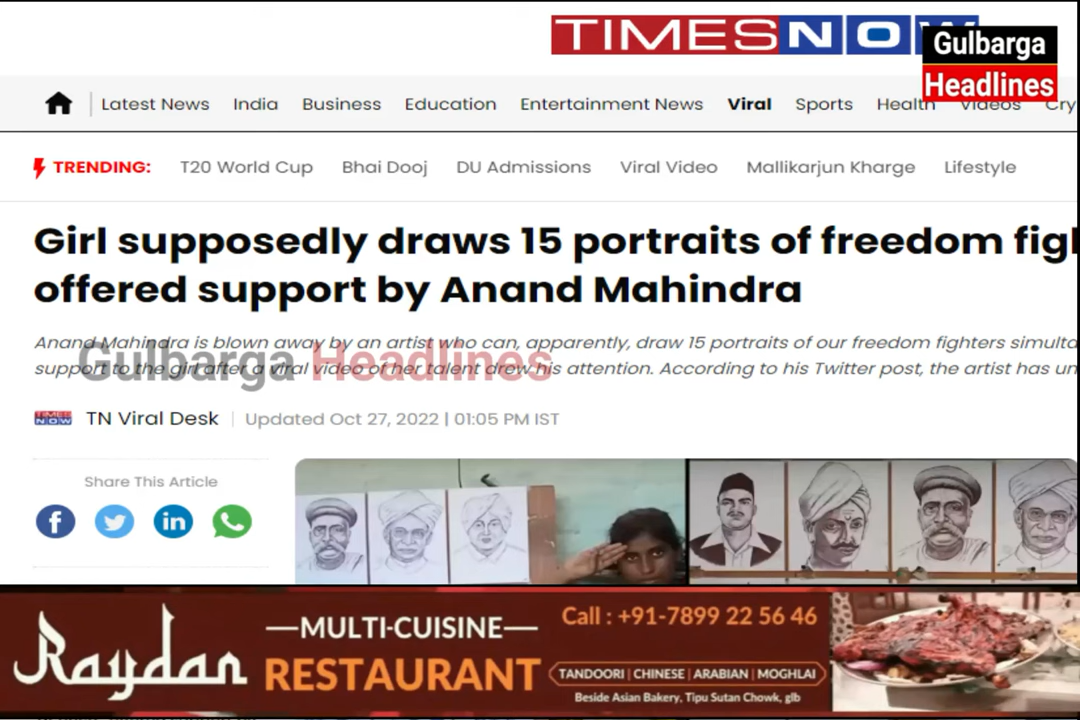 TIMES NOW
Gulbarga
Headlines
Latest News India Business Education Entertainment News Viral Sports Health Videos
TRENDING: T20 World Cup Bhai Dooj DU Admissions Viral Video Mallikarjun Kharge Lifestyle
Girl supposedly draws 15 portraits of freedom
offered support by Anand Mahindra
Anand Mahindra is blown away by an artist who can, apparently, draw 15 portraits of our freedom fighters
support to the girl after a viral video of her talent drew his attention. According to his Twitter post, the artist has
Gulbarga Headlines
TIMES NOW TN Viral Desk Updated Oct 27, 2022 | 01:05 PM IST
Share This Article
Raydan
—MULTI-CUISINE—
RESTAURANT
Call : +91-7899 22 56 46
TANDOORI | CHINESE | ARABIAN | MOGHLAI
Beside Asian Bakery, Tipu Sutan Chowk, glb